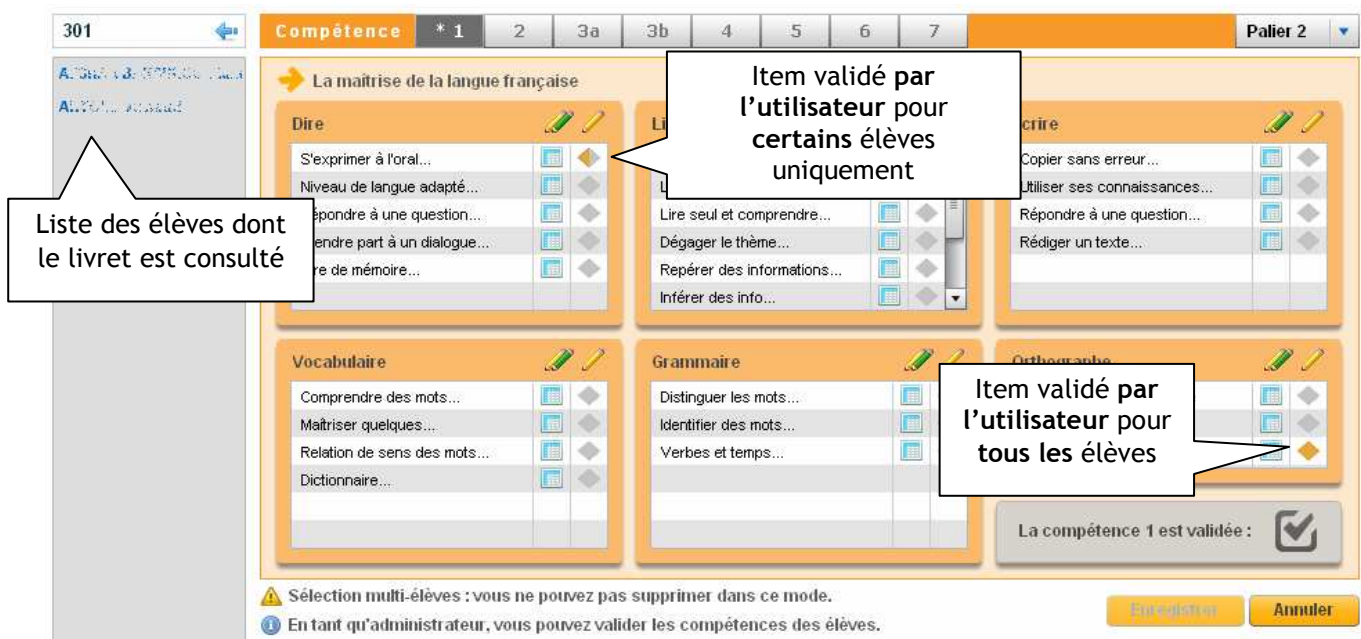 301
Compétence * 1 2 3a 3b 4 5 6 7
Palier 2
La maîtrise de la langue française
Item validé par
l'utilisateur pour
certains élèves
uniquement
Liste des élèves dont
le livret est consulté
Dire
S'exprimer à l'oral...
Niveau de langue adapté...
épondre à une question...
endre part à un dialogue...
re de mémoire...
Li
L
Lire seul et comprendre...
Dégager le thème...
Repérer des informations...
Inférer des info...
crire
Copier sans erreur...
Utiliser ses connaissances...
Répondre à une question...
Rédiger un texte...
Vocabulaire
Comprendre des mots...
Maîtriser quelques...
Relation de sens des mots...
Dictionnaire...
Grammaire
Distinguer les mots...
Identifier des mots...
Verbes et temps...
Orthographe
Item validé par
l'utilisateur pour
tous les élèves
La compétence 1 est validée :
Sélection multi-élèves : vous ne pouvez pas supprimer dans ce mode.
En tant qu'administrateur, vous pouvez valider les compétences des élèves.
Enregistrer
Annuler